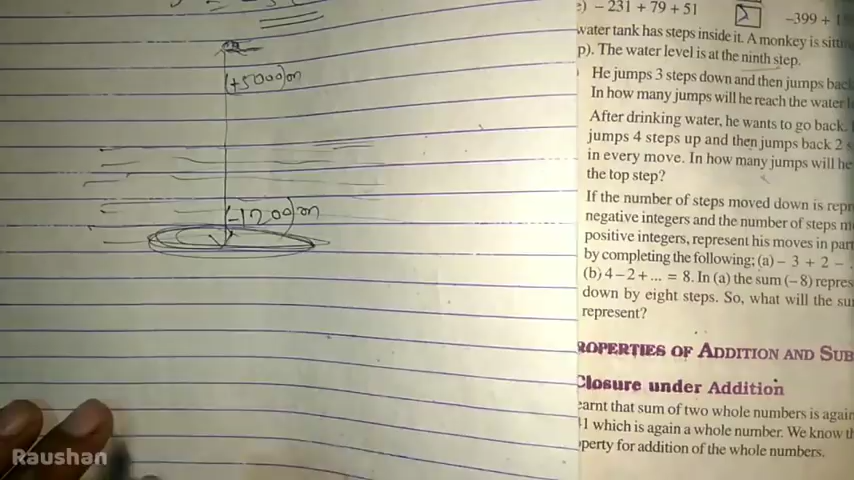 (+5000)m
(-1200)m
Raushan
) – 231 + 79 + 51
-399 + 1
water tank has steps inside it. A monkey is sittin
p). The water level is at the ninth step.
He jumps 3 steps down and then jumps back
In how many jumps will he reach the water l
After drinking water, he wants to go back.
jumps 4 steps up and then jumps back 2 s
in every move. In how many jumps will he
the top step?
If the number of steps moved down is repr
negative integers and the number of steps m
positive integers, represent his moves in part
by completing the following; (a) – 3 + 2 – .
(b) 4 – 2 + ... = 8. In (a) the sum (– 8) repres
down by eight steps. So, what will the su
represent?
ROPERTIES OF ADDITION AND SUB
Closure under Addition
earnt that sum of two whole numbers is again
1 which is again a whole number. We know th
perty for addition of the whole numbers.